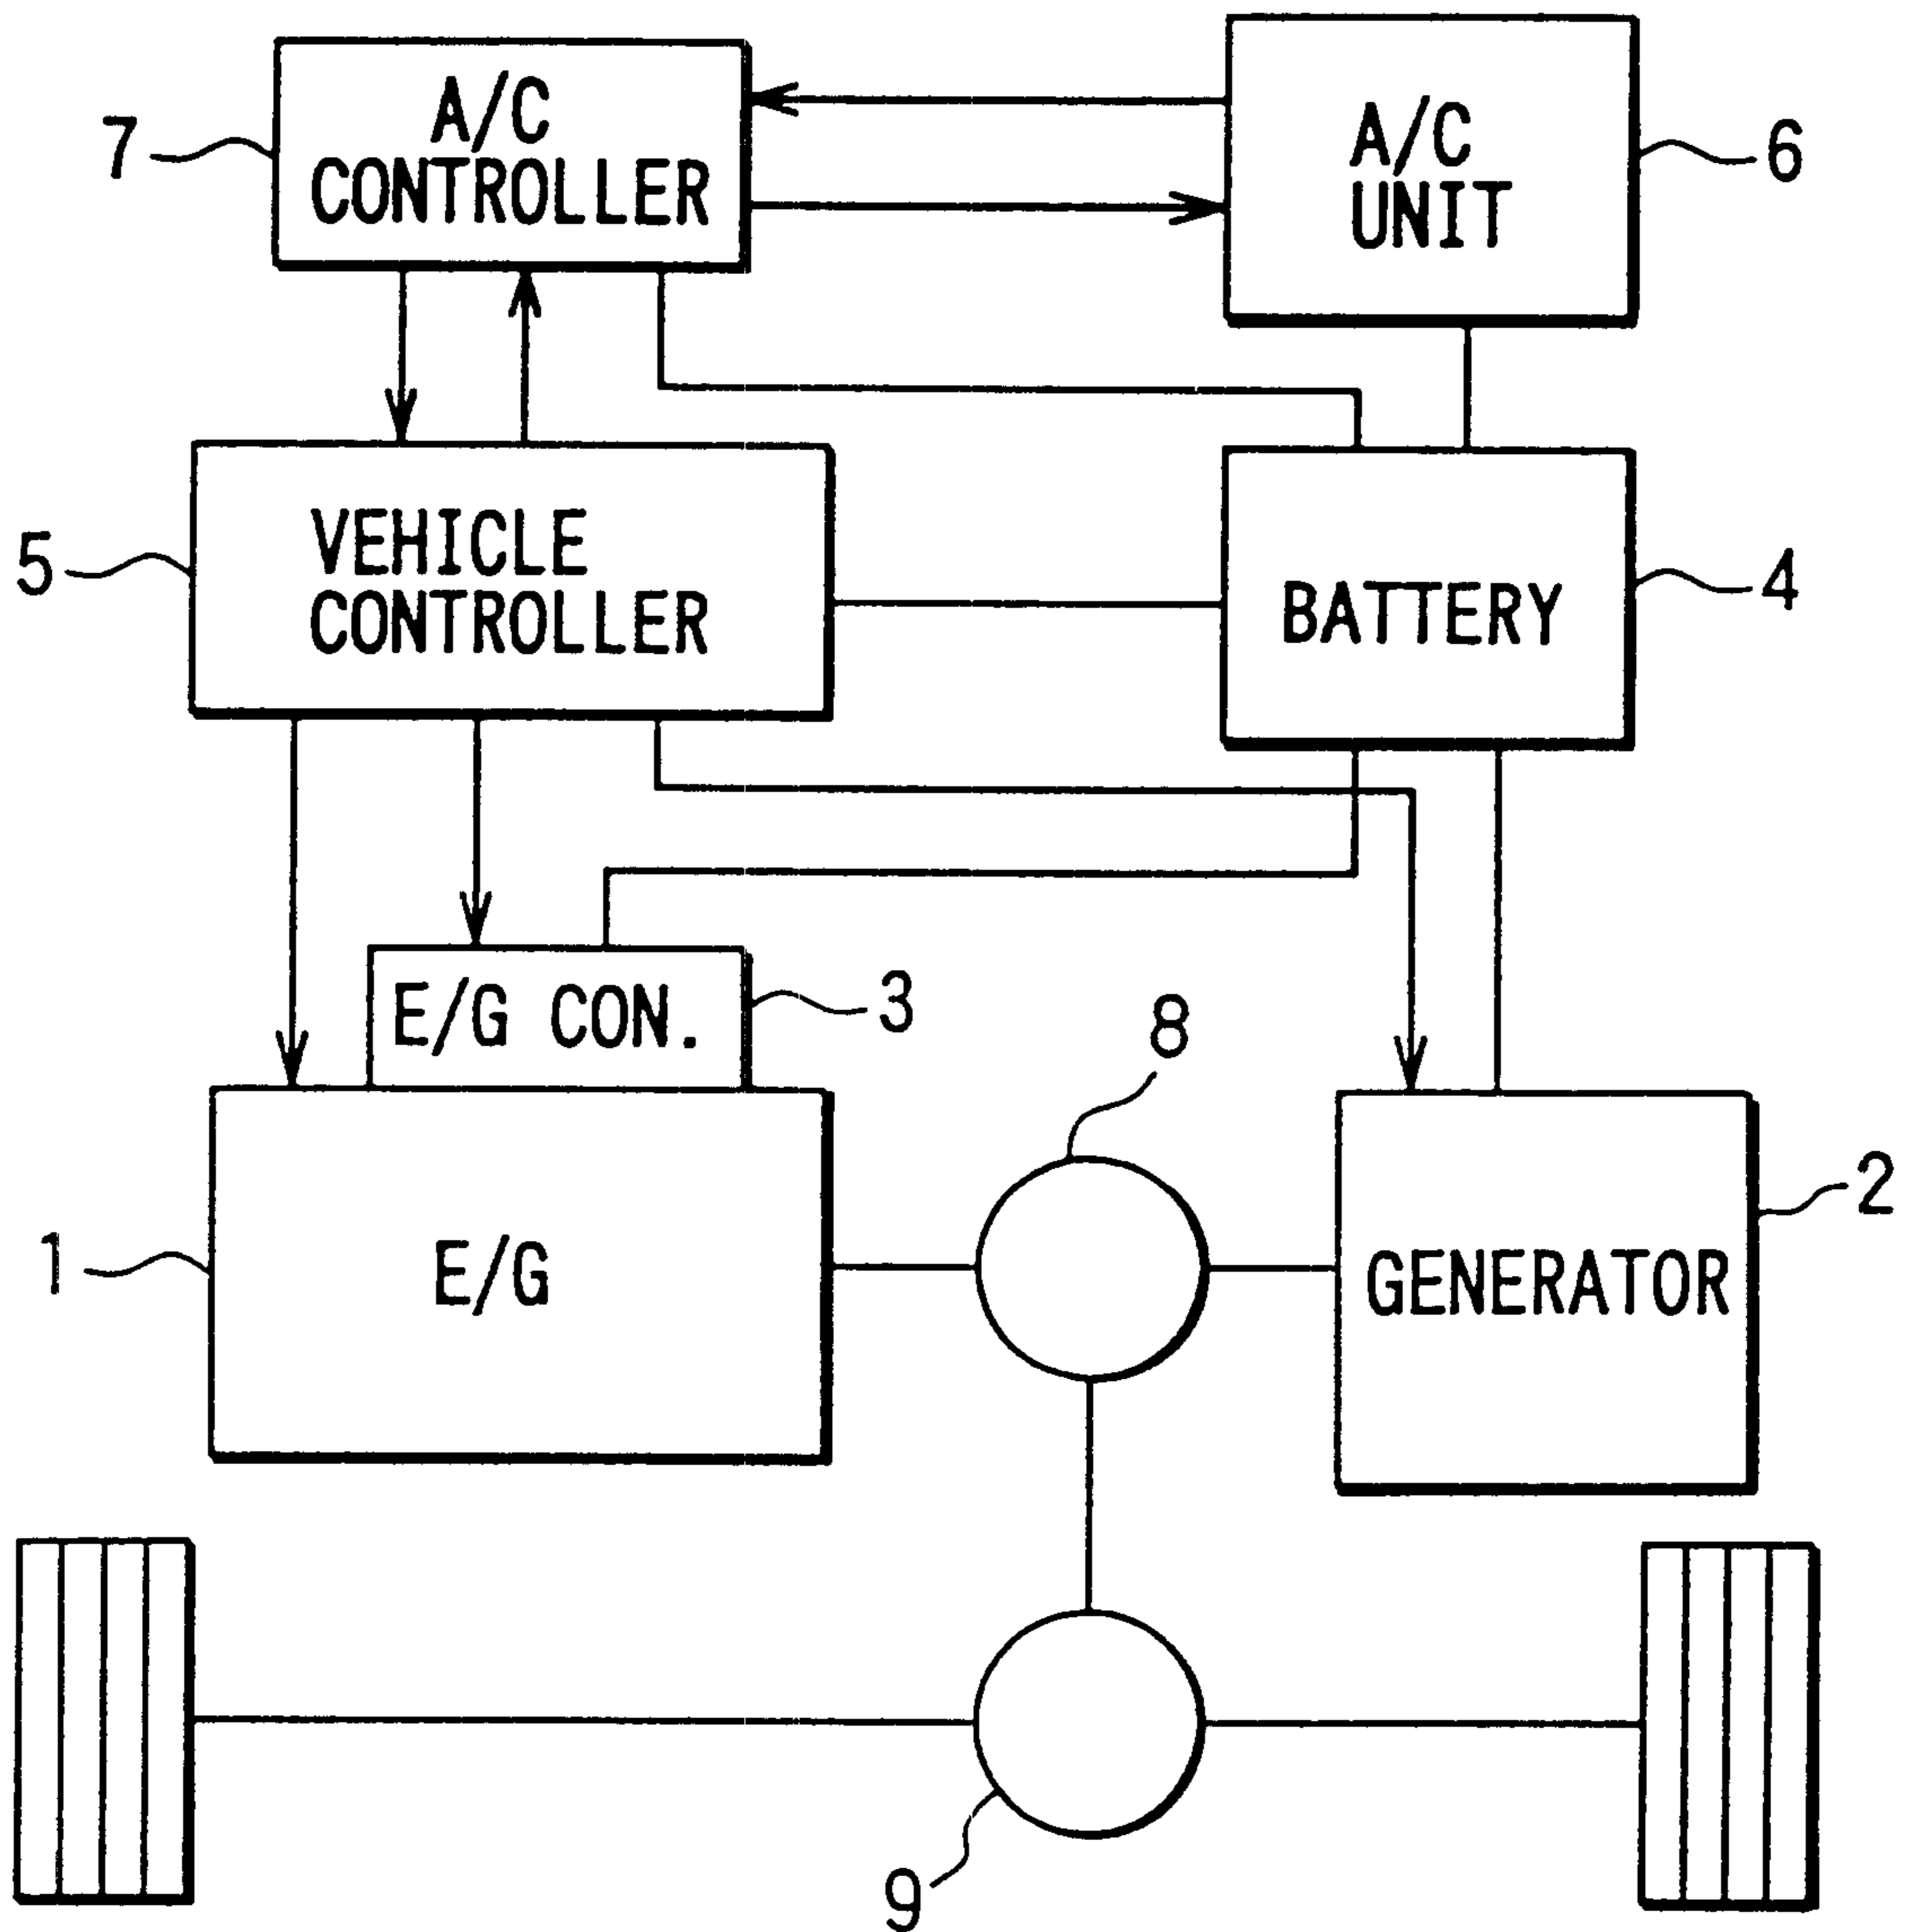 7
A/C
CONTROLLER
A/C
UNIT
6
5
VEHICLE
CONTROLLER
BATTERY
4
E/G CON.
3
8
1
E/G
GENERATOR
2
9